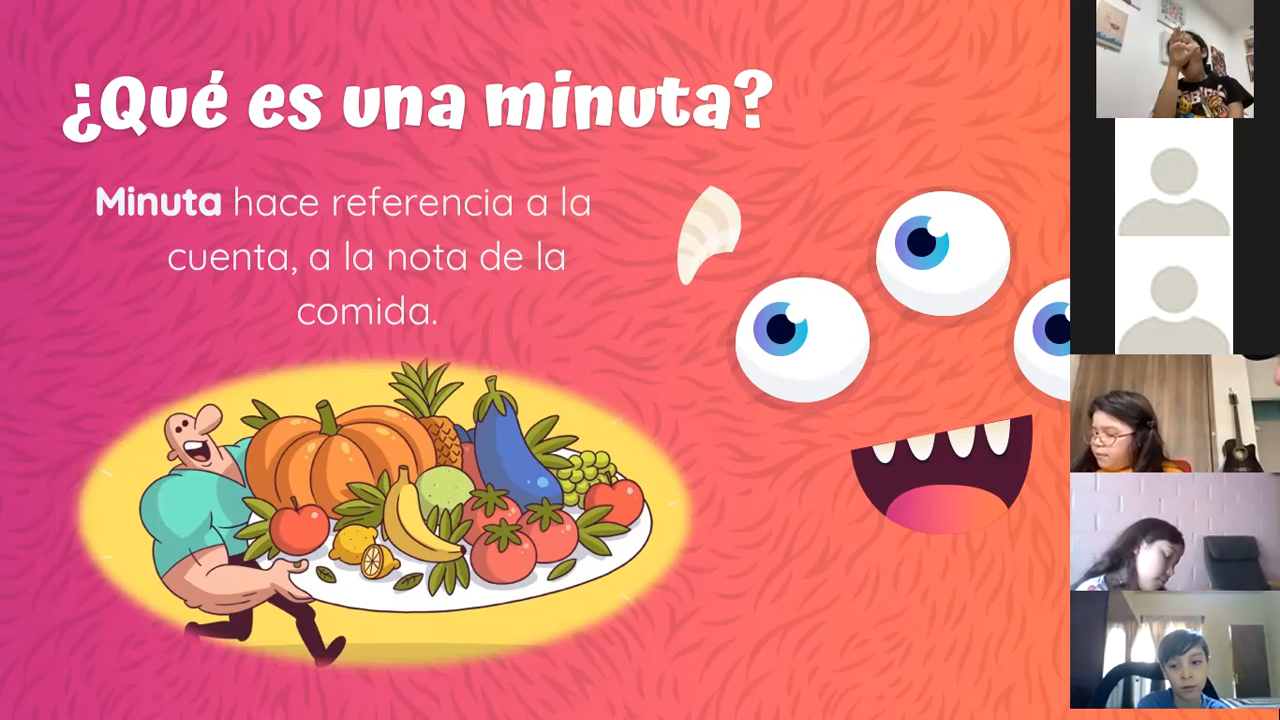 ¿Qué es una minuta?
Minuta hace referencia a la
cuenta, a la nota de la
comida.